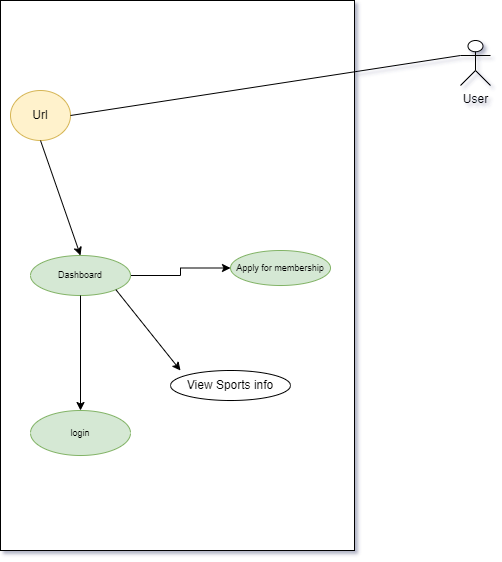 User
Url
Dashboard
Apply for membership
View Sports info
login